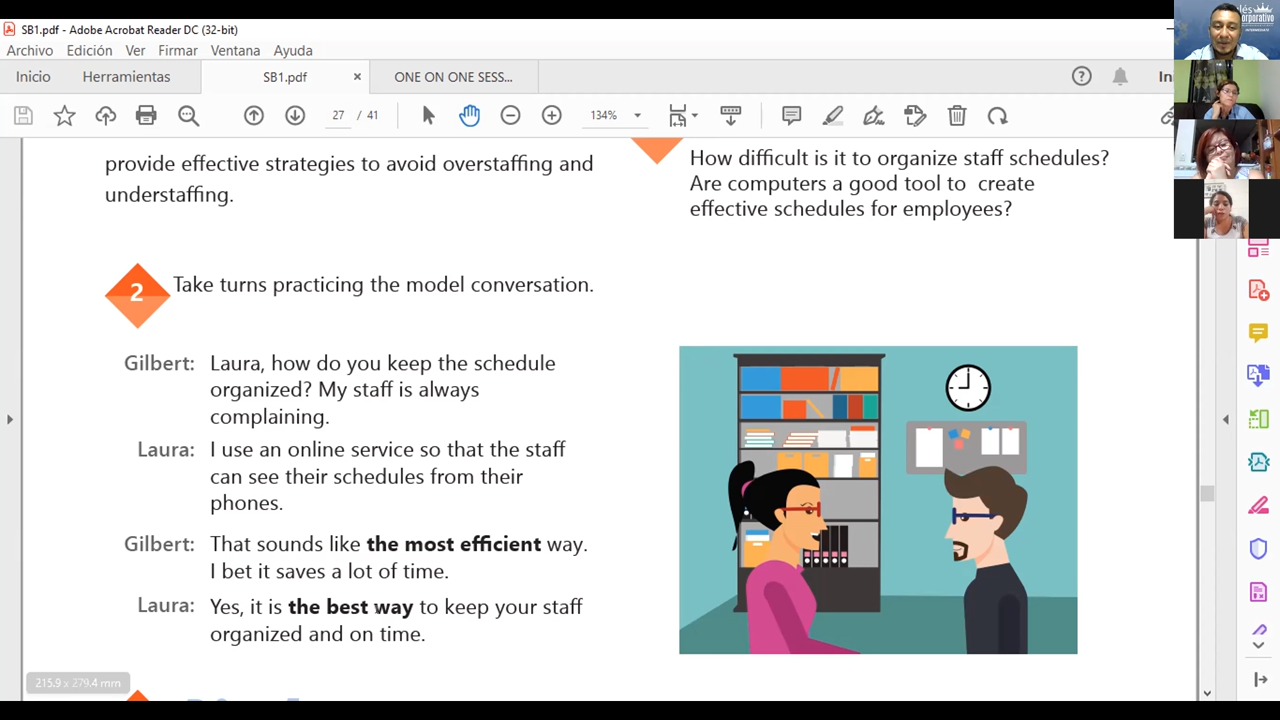 SB1.pdf - Adobe Acrobat Reader DC (32-bit)
Archivo Edición Ver Firmar Ventana Ayuda
Inicio Herramientas SB1.pdf × ONE ON ONE SESS...
27 / 41 134%
provide effective strategies to avoid overstaffing and
understaffing.
How difficult is it to organize staff schedules?
Are computers a good tool to create
effective schedules for employees?
2 Take turns practicing the model conversation.
Gilbert: Laura, how do you keep the schedule
organized? My staff is always
complaining.
Laura: I use an online service so that the staff
can see their schedules from their
phones.
Gilbert: That sounds like the most efficient way.
I bet it saves a lot of time.
Laura: Yes, it is the best way to keep your staff
organized and on time.
215.9 x 279.4 mm